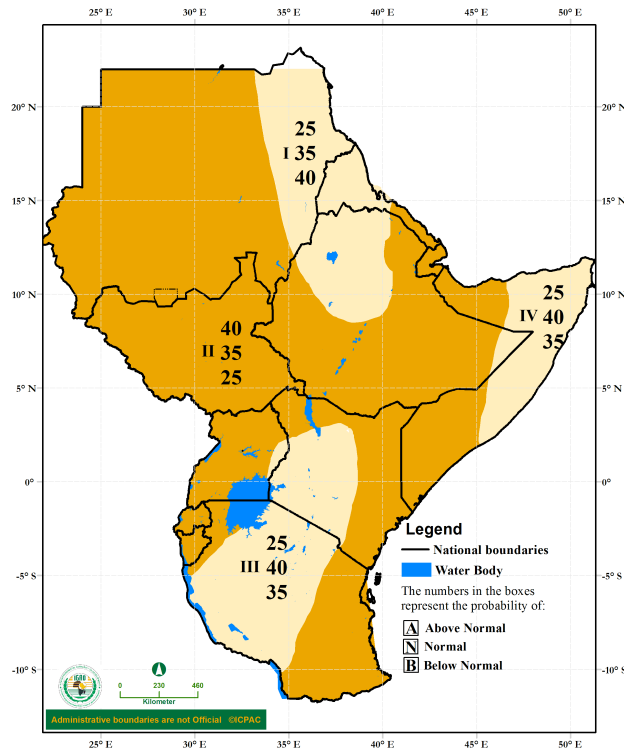 25° E 30° E 35° E 40° E 45° E 50° E
20° N 20° N
15° N 15° N
10° N 10° N
5° N 5° N
0° 0°
-5° S -5° S
-10° S -10° S
25
I 35
40
25
IV 40
35
40
II 35
25
25
III 40
35
Legend
National boundaries
Water Body
The numbers in the boxes
represent the probability of:
A Above Normal
N Normal
B Below Normal
IGAD
0 230 460
Kilometer
Administrative boundaries are not Official ©ICPAC
25° E 30° E 35° E 40° E 45° E 50° E